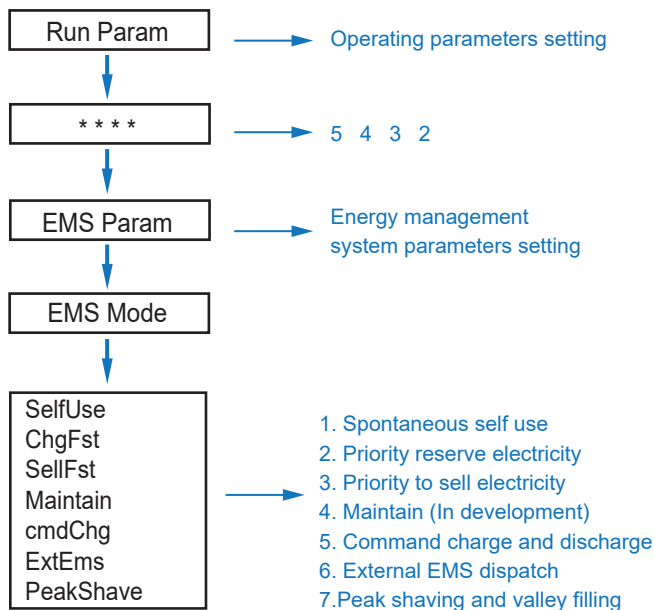 Run Param
Operating parameters setting
* * * *
5 4 3 2
EMS Param
Energy management
system parameters setting
EMS Mode
SelfUse
ChgFst
SellFst
Maintain
cmdChg
ExtEms
PeakShave
1. Spontaneous self use
2. Priority reserve electricity
3. Priority to sell electricity
4. Maintain (In development)
5. Command charge and discharge
6. External EMS dispatch
7.Peak shaving and valley filling